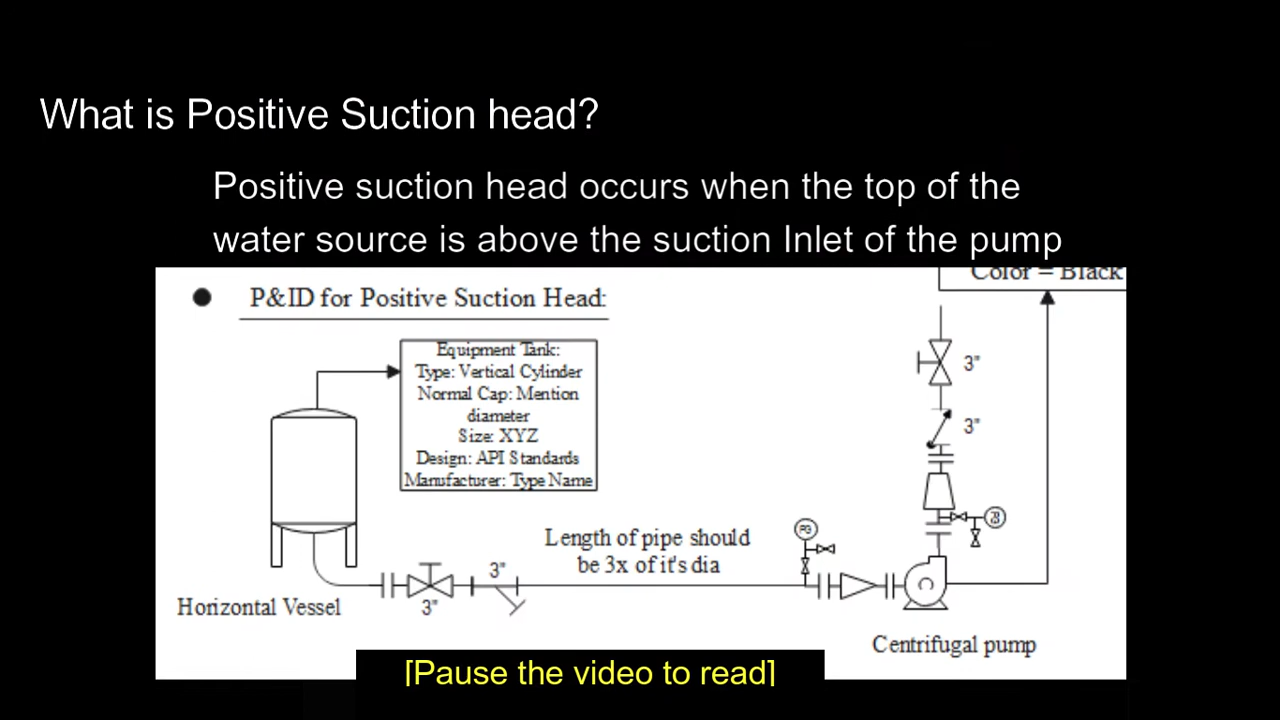 What is Positive Suction head?
Positive suction head occurs when the top of the
water source is above the suction Inlet of the pump
Color = Black
P&ID for Positive Suction Head:
Equipment Tank:
Type: Vertical Cylinder
Normal Cap: Mention
diameter
Size: XYZ
Design: API Standards
Manufacturer: Type Name
3"
3"
Length of pipe should
be 3x of it's dia
PG
3"
3"
Horizontal Vessel
Centrifugal pump
[Pause the video to read]